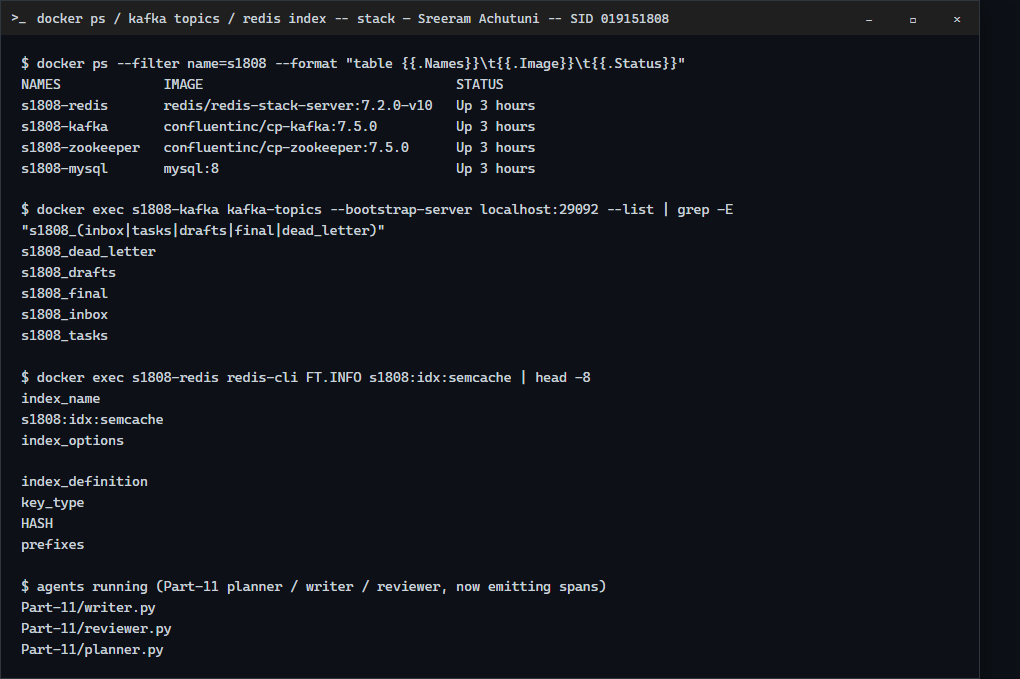 >_ docker ps / kafka topics / redis index -- stack — Sreeram Achutuni -- SID 019151808
$ docker ps --filter name=s1808 --format "table {{.Names}}\t{{.Image}}\t{{.Status}}"
NAMES IMAGE STATUS
s1808-redis redis/redis-stack-server:7.2.0-v10 Up 3 hours
s1808-kafka confluentinc/cp-kafka:7.5.0 Up 3 hours
s1808-zookeeper confluentinc/cp-zookeeper:7.5.0 Up 3 hours
s1808-mysql mysql:8 Up 3 hours
$ docker exec s1808-kafka kafka-topics --bootstrap-server localhost:29092 --list | grep -E
"s1808_(inbox|tasks|drafts|final|dead_letter)"
s1808_dead_letter
s1808_drafts
s1808_final
s1808_inbox
s1808_tasks
$ docker exec s1808-redis redis-cli FT.INFO s1808:idx:semcache | head -8
index_name
s1808:idx:semcache
index_options
index_definition
key_type
HASH
prefixes
$ agents running (Part-11 planner / writer / reviewer, now emitting spans)
Part-11/writer.py
Part-11/reviewer.py
Part-11/planner.py